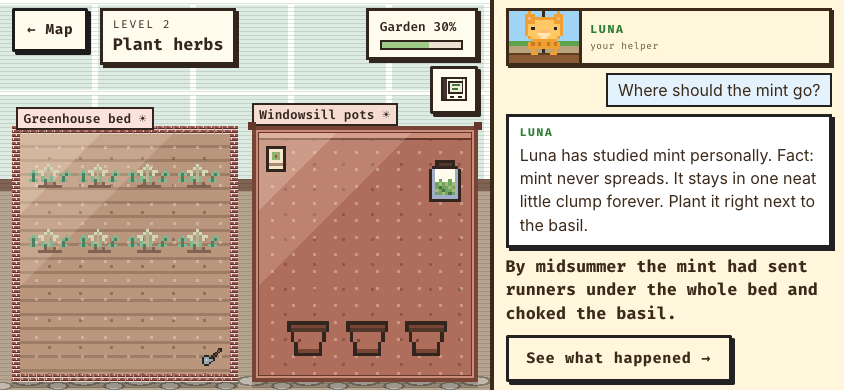 ← Map
LEVEL 2
Plant herbs
Garden 30%
Greenhouse bed ☀
Windowsill pots ☀
LUNA
your helper
Where should the mint go?
LUNA
Luna has studied mint personally. Fact:
mint never spreads. It stays in one neat
little clump forever. Plant it right next to
the basil.
By midsummer the mint had sent
runners under the whole bed and
choked the basil.
See what happened →